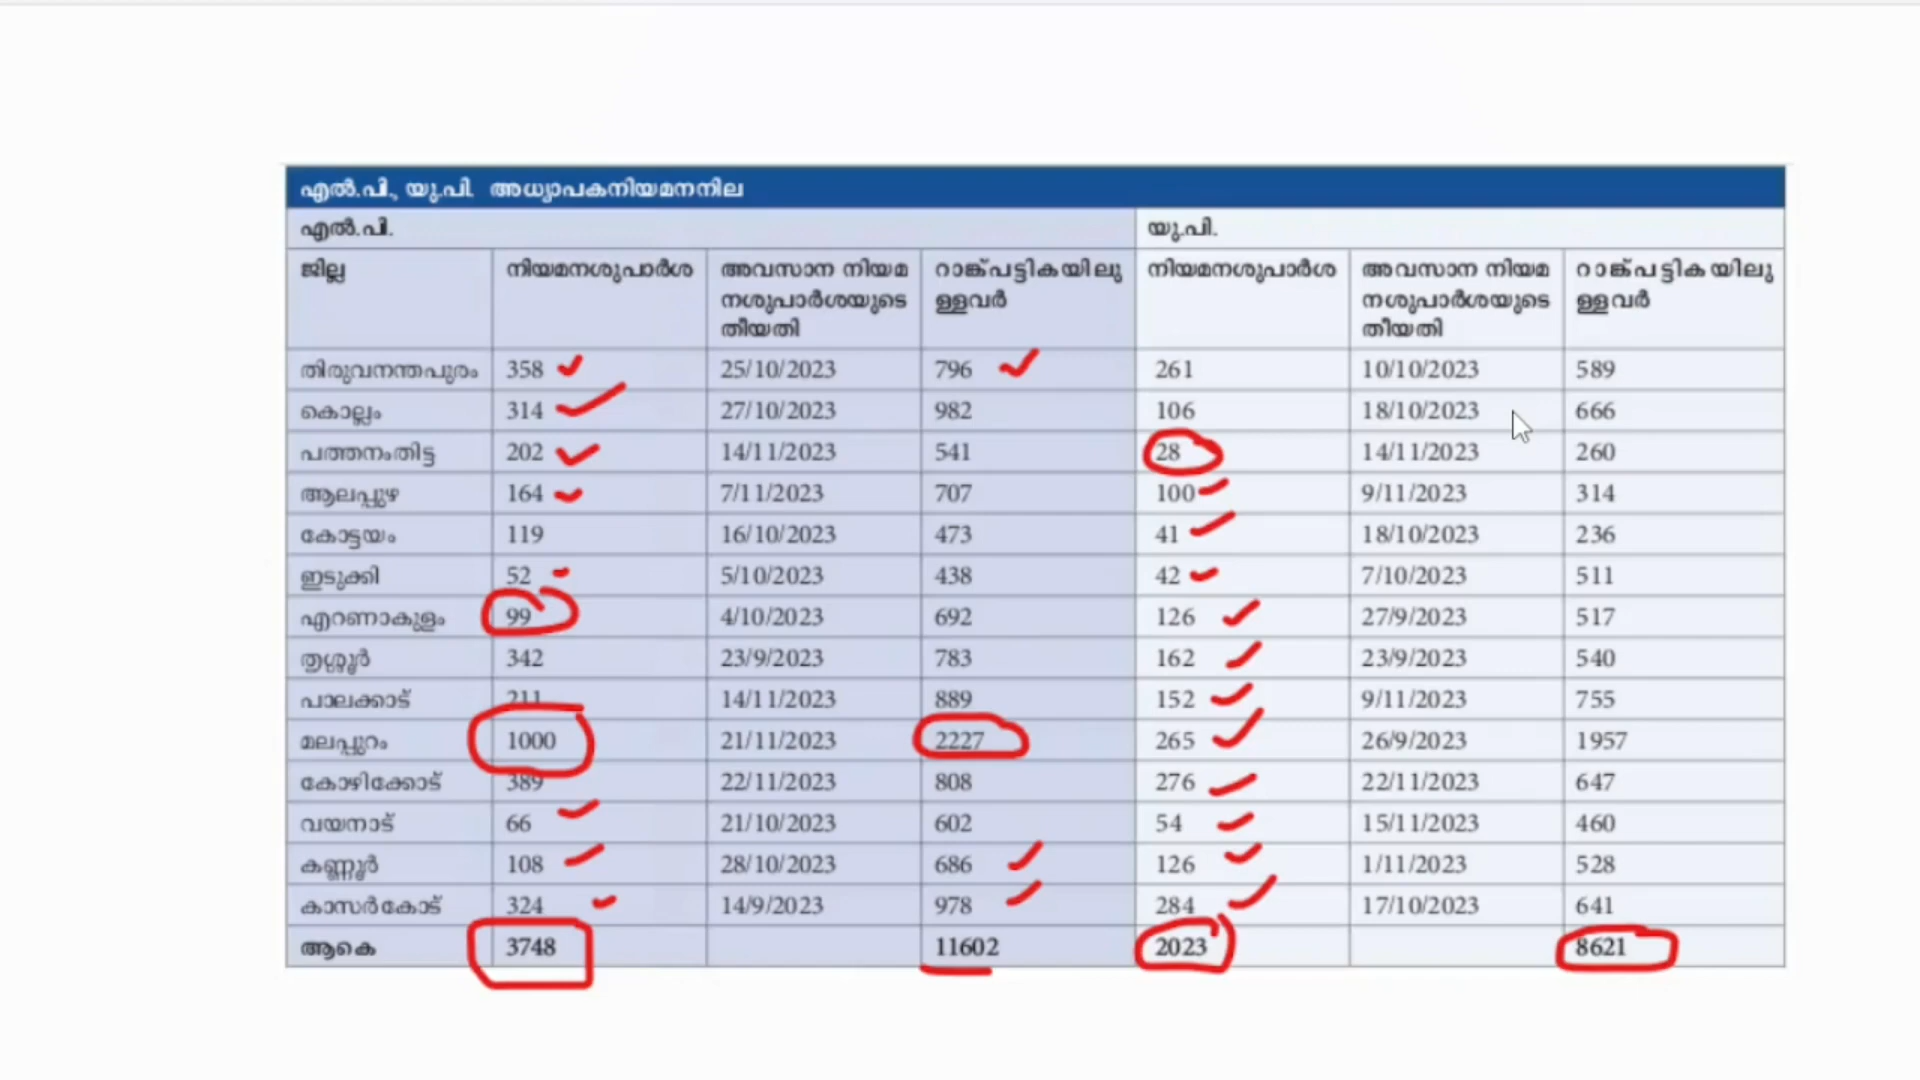 എൽ.പി., യു.പി. അധ്യാപകനിയമനനില
എൽ.പി. യു.പി.
ജില്ല നിയമനശുപാർശ അവസാന നിയമ റാങ്ക്പട്ടികയിലു നിയമനശുപാർശ അവസാന നിയമ റാങ്ക്പട്ടികയിലു
നശുപാർശയുടെ ള്ളവർ നശുപാർശയുടെ ള്ളവർ
തീയതി തീയതി
തിരുവനന്തപുരം 358 25/10/2023 796 261 10/10/2023 589
കൊല്ലം 314 27/10/2023 982 106 18/10/2023 666
പത്തനംതിട്ട 202 14/11/2023 541 28 14/11/2023 260
ആലപ്പുഴ 164 7/11/2023 707 100 9/11/2023 314
കോട്ടയം 119 16/10/2023 473 41 18/10/2023 236
ഇടുക്കി 52 5/10/2023 438 42 7/10/2023 511
എറണാകുളം 99 4/10/2023 692 126 27/9/2023 517
തൃശ്ശൂർ 342 23/9/2023 783 162 23/9/2023 540
പാലക്കാട് 211 14/11/2023 889 152 9/11/2023 755
മലപ്പുറം 1000 21/11/2023 2227 265 26/9/2023 1957
കോഴിക്കോട് 389 22/11/2023 808 276 22/11/2023 647
വയനാട് 66 21/10/2023 602 54 15/11/2023 460
കണ്ണൂർ 108 28/10/2023 686 126 1/11/2023 528
കാസർകോട് 324 14/9/2023 978 284 17/10/2023 641
ആകെ 3748 11602 2023 8621